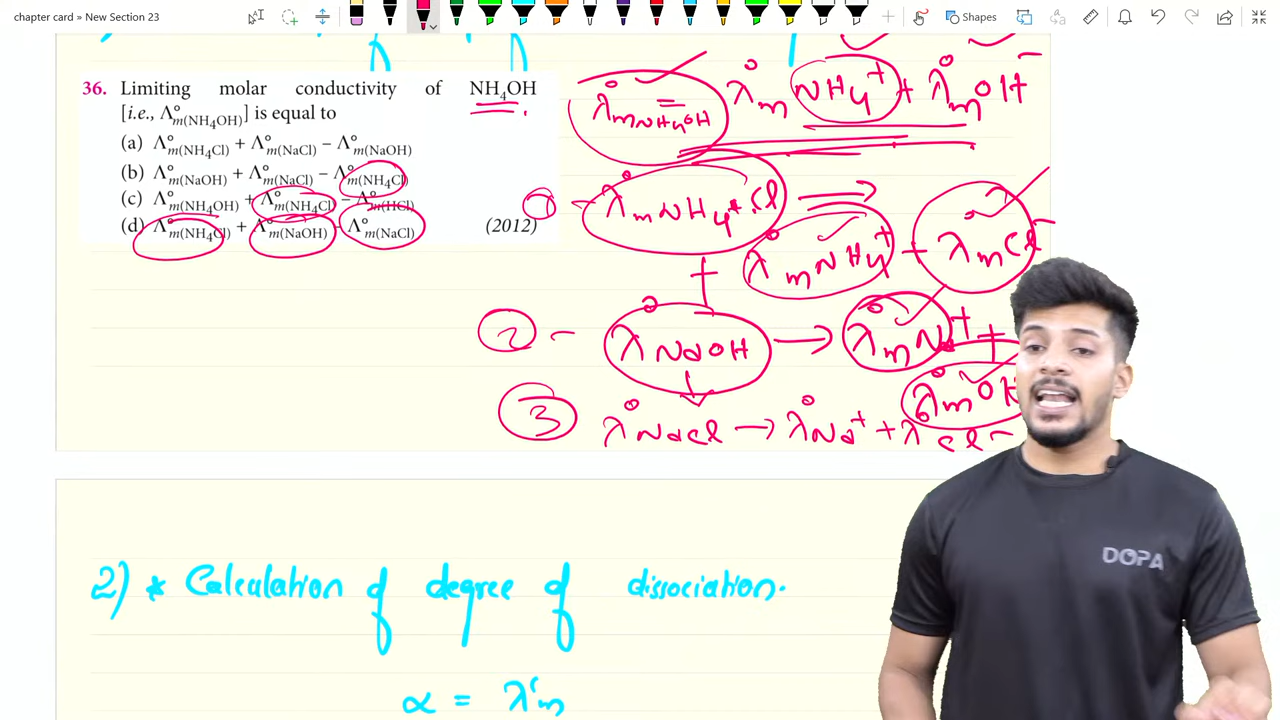 chapter card » New Section 23
Shapes
36. Limiting molar conductivity of NH₄OH
[i.e., Λ°m(NH₄OH)] is equal to
(a) Λ°m(NH₄Cl) + Λ°m(NaCl) – Λ°m(NaOH)
(b) Λ°m(NaOH) + Λ°m(NaCl) – Λ°m(NH₄Cl)
(c) Λ°m(NH₄OH) + Λ°m(NH₄Cl) – Λ°m(HCl)
(d) Λ°m(NH₄Cl) + Λ°m(NaOH) – Λ°m(NaCl) (2012)
λ°m NH₄OH = λ°m NH₄⁺ + λ°m OH⁻
1 - λ°m NH₄⁺Cl → λ°m NH₄⁺ + λ°m Cl⁻
+
2 - λ° NaOH → λ°m Na⁺ +
λ°m OH
3 λ° NaCl → λ° Na⁺ + λ° Cl⁻
2) * Calculation of degree of dissociation.
α = λᶜm
DOPA